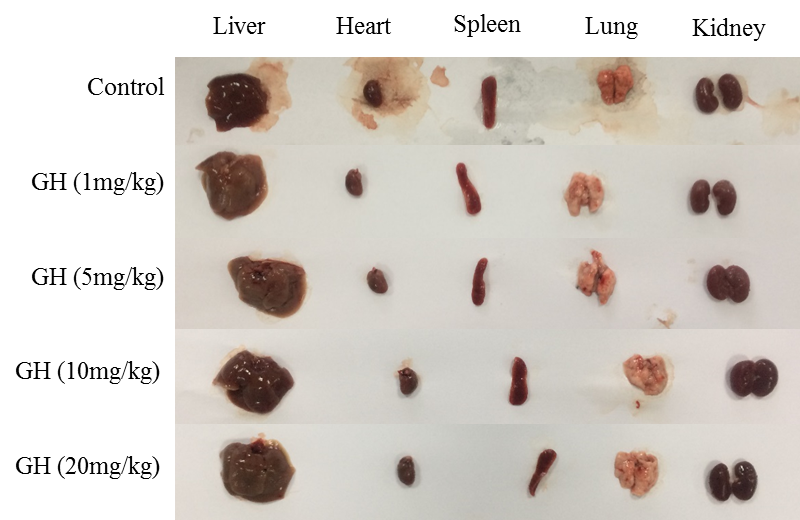 Liver Heart Spleen Lung Kidney
Control
GH (1mg/kg)
GH (5mg/kg)
GH (10mg/kg)
GH (20mg/kg)